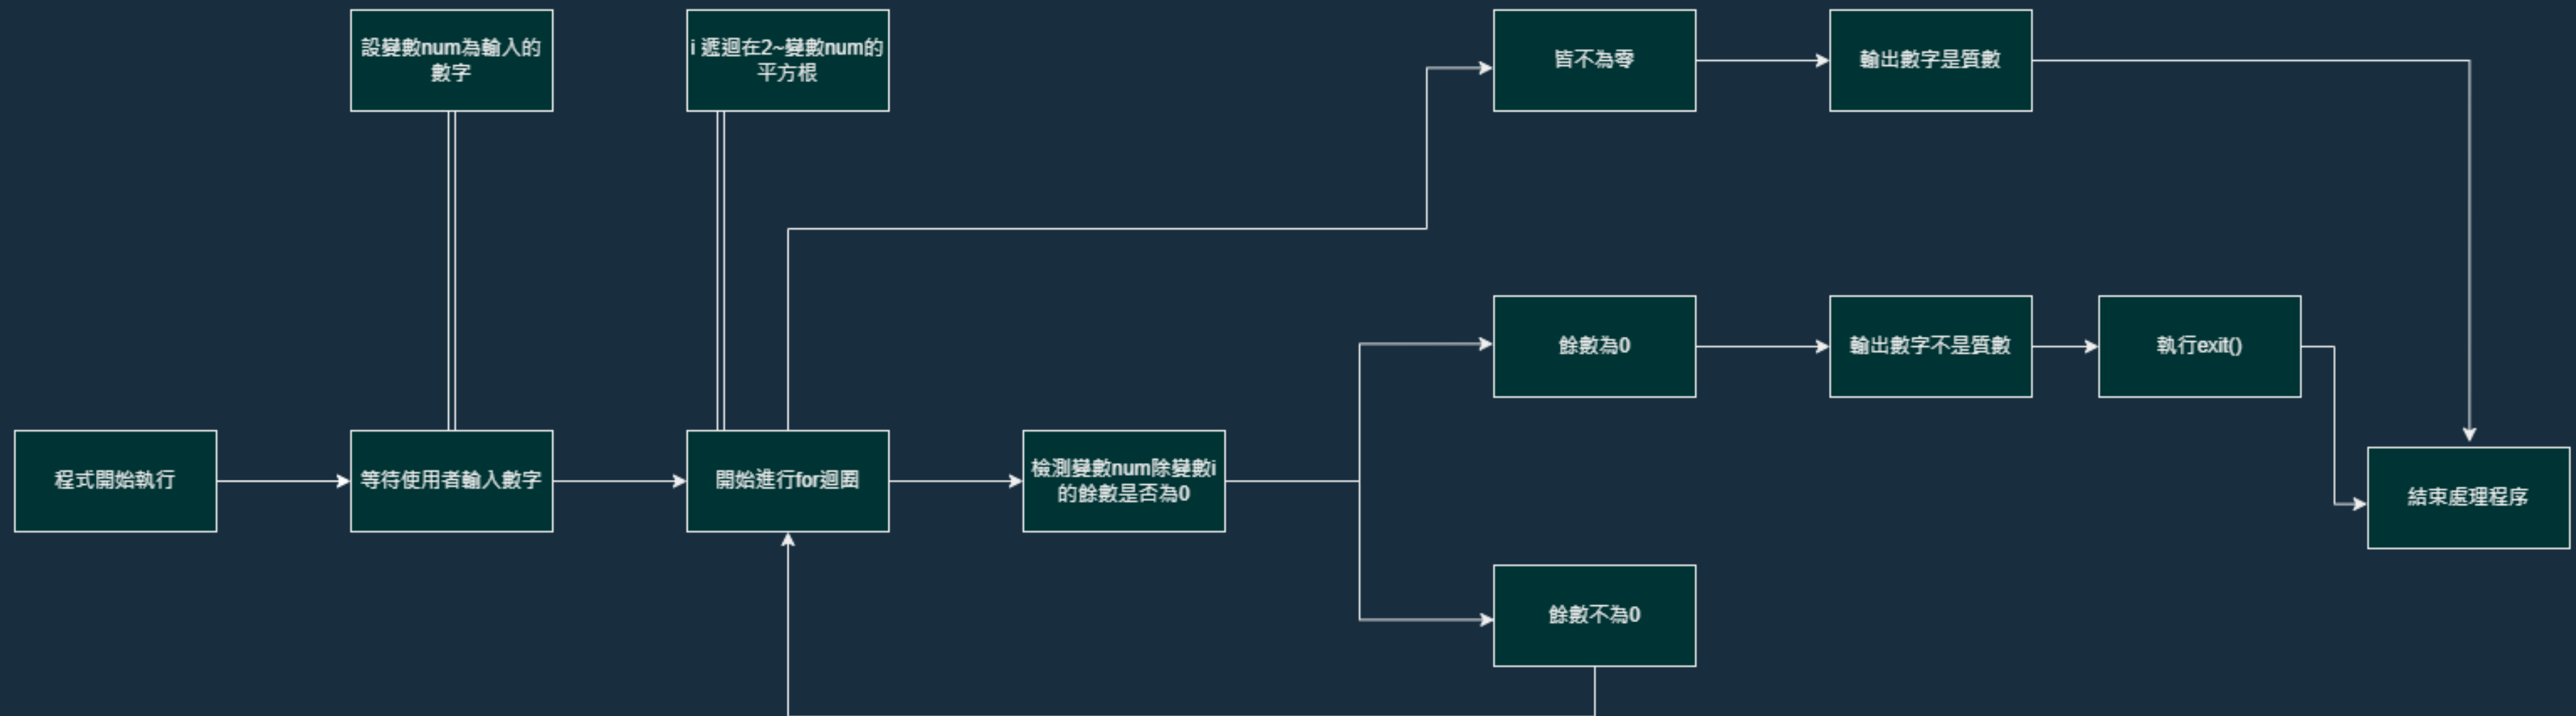 設變數num為輸入的
數字
i 遞迴在2~變數num的
平方根
皆不為零
輸出數字是質數
餘數為0
輸出數字不是質數
執行exit()
程式開始執行
等待使用者輸入數字
開始進行for迴圈
檢測變數num除變數i
的餘數是否為0
結束處理程序
餘數不為0